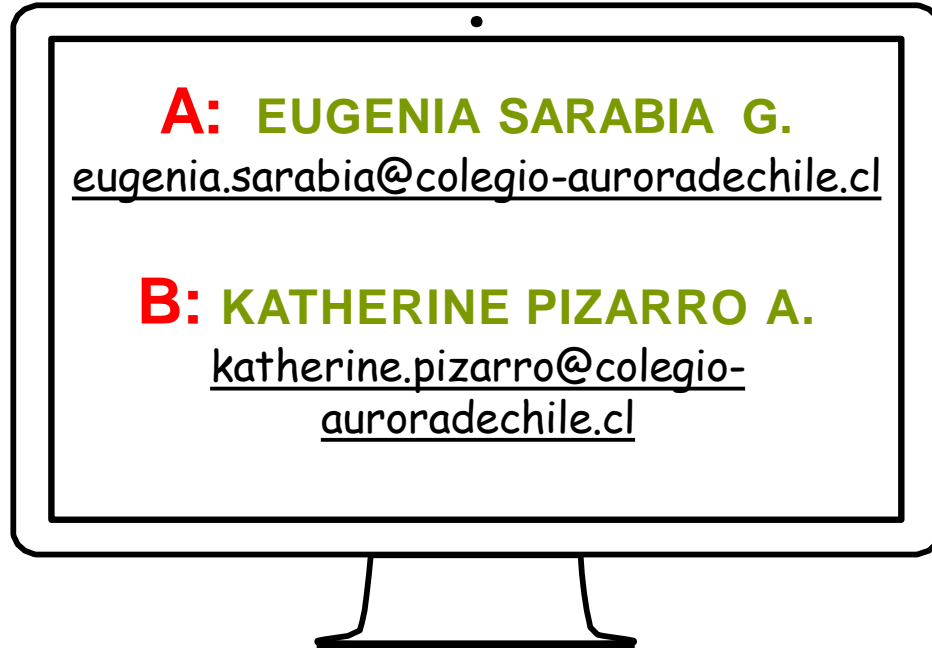 A: EUGENIA SARABIA G.
eugenia.sarabia@colegio-auroradechile.cl
B: KATHERINE PIZARRO A.
katherine.pizarro@colegio-
auroradechile.cl